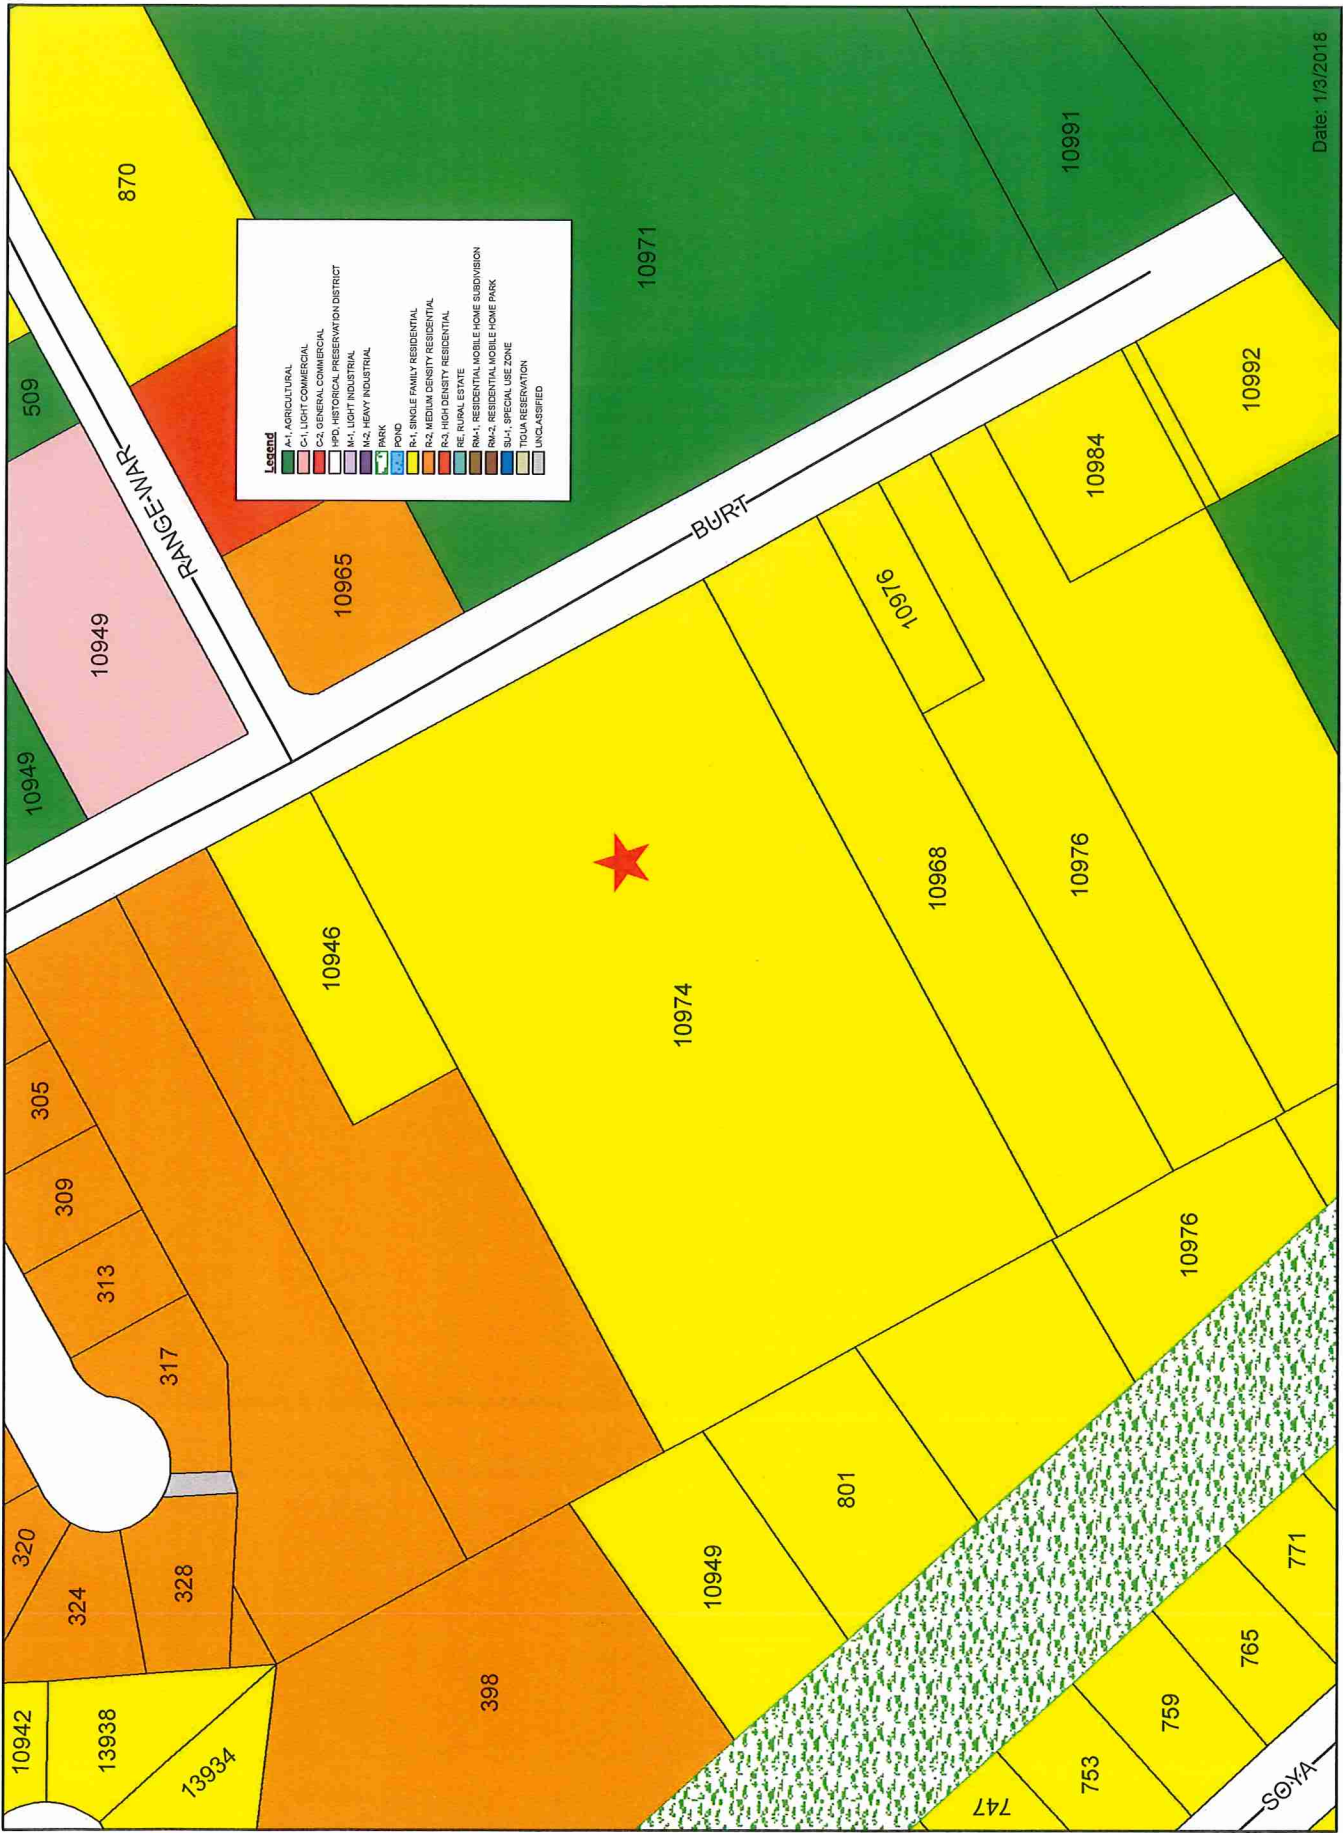 870
509
10949
10949
RANGE-WAR
Legend
A-1, AGRICULTURAL
C-1, LIGHT COMMERCIAL
C-2, GENERAL COMMERCIAL
HPD, HISTORICAL PRESERVATION DISTRICT
M-1, LIGHT INDUSTRIAL
M-2, HEAVY INDUSTRIAL
PARK
POND
R-1, SINGLE FAMILY RESIDENTIAL
R-2, MEDIUM DENSITY RESIDENTIAL
R-3, HIGH DENSITY RESIDENTIAL
RE, RURAL ESTATE
RM-1, RESIDENTIAL MOBILE HOME SUBDIVISION
RM-2, RESIDENTIAL MOBILE HOME PARK
SU-1, SPECIAL USE ZONE
TIGUA RESERVATION
UNCLASSIFIED
10965
10971
10991
BURT
10992
10984
10976
10968
10976
10946
10974
10976
305
309
313
317
320
324
328
10942
13938
13934
398
10949
801
747
753
759
765
771
SOYA
Date: 1/3/2018